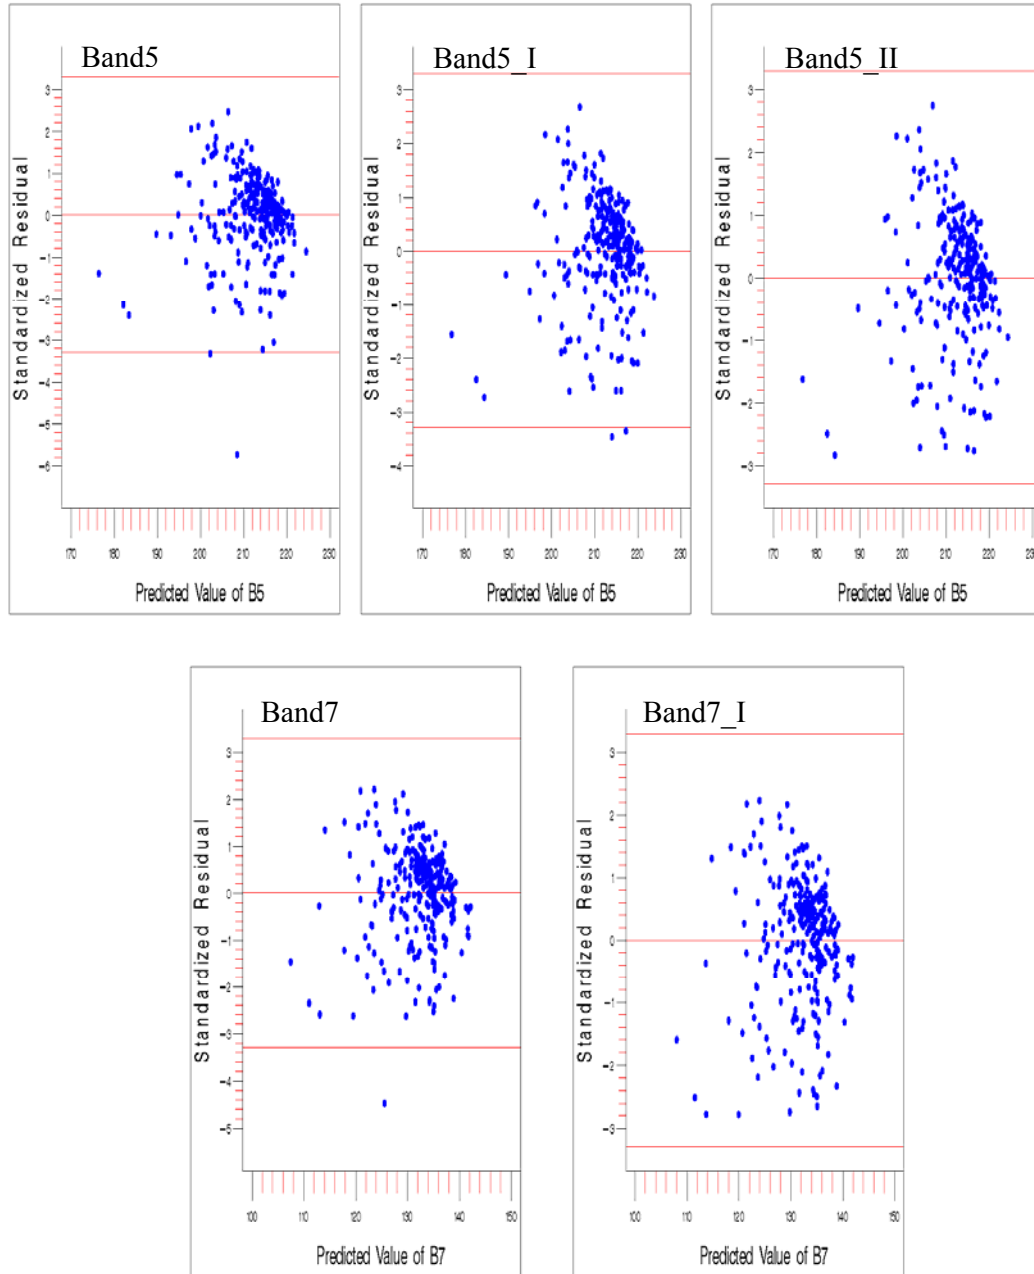 Band5
Standardized Residual
3
2
1
0
-1
-2
-3
-4
-5
-6
170 180 190 200 210 220 230
Predicted Value of B5
Band5_I
Standardized Residual
3
2
1
0
-1
-2
-3
-4
170 180 190 200 210 220 230
Predicted Value of B5
Band5_II
Standardized Residual
3
2
1
0
-1
-2
-3
170 180 190 200 210 220 230
Predicted Value of B5
Band7
Standardized Residual
3
2
1
0
-1
-2
-3
-4
-5
100 110 120 130 140 150
Predicted Value of B7
Band7_I
Standardized Residual
3
2
1
0
-1
-2
-3
100 110 120 130 140 150
Predicted Value of B7